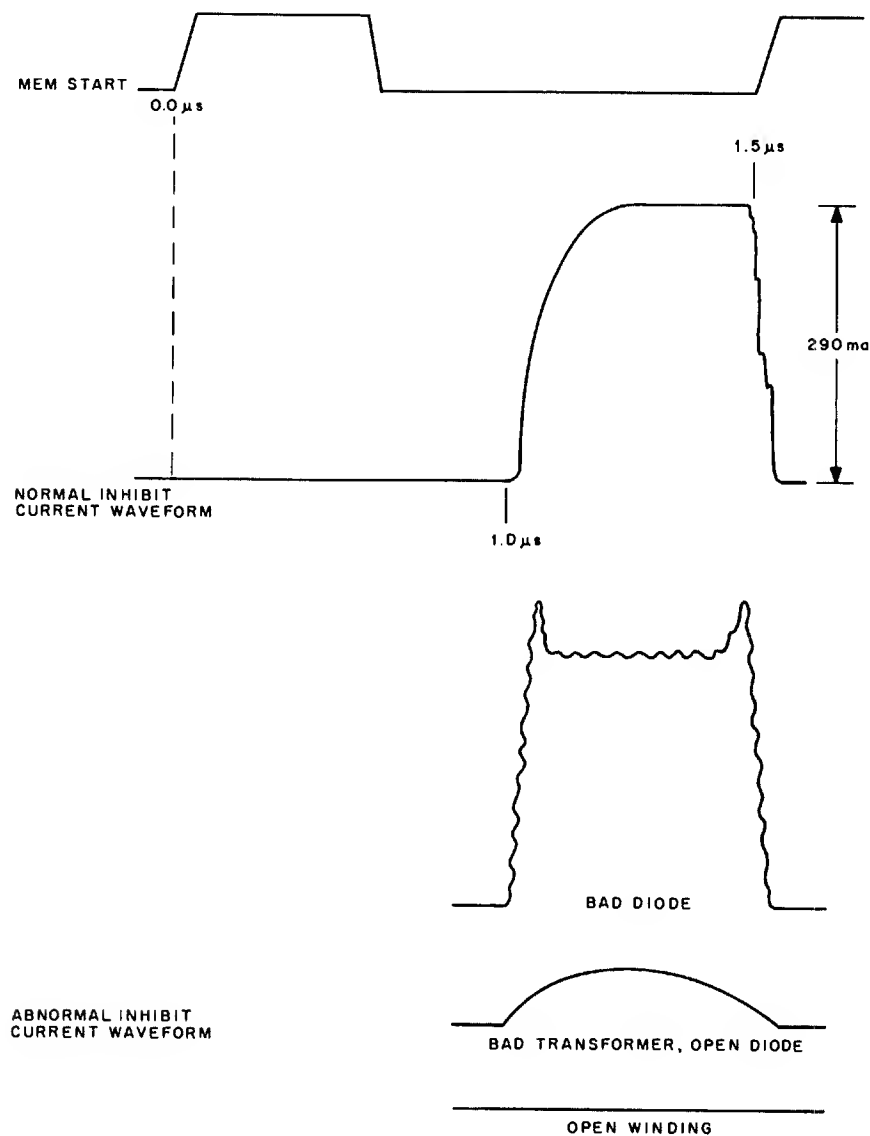 MEM START
0.0 μs
1.5 μs
290 ma
NORMAL INHIBIT
CURRENT WAVEFORM
1.0 μs
BAD DIODE
ABNORMAL INHIBIT
CURRENT WAVEFORM
BAD TRANSFORMER, OPEN DIODE
OPEN WINDING